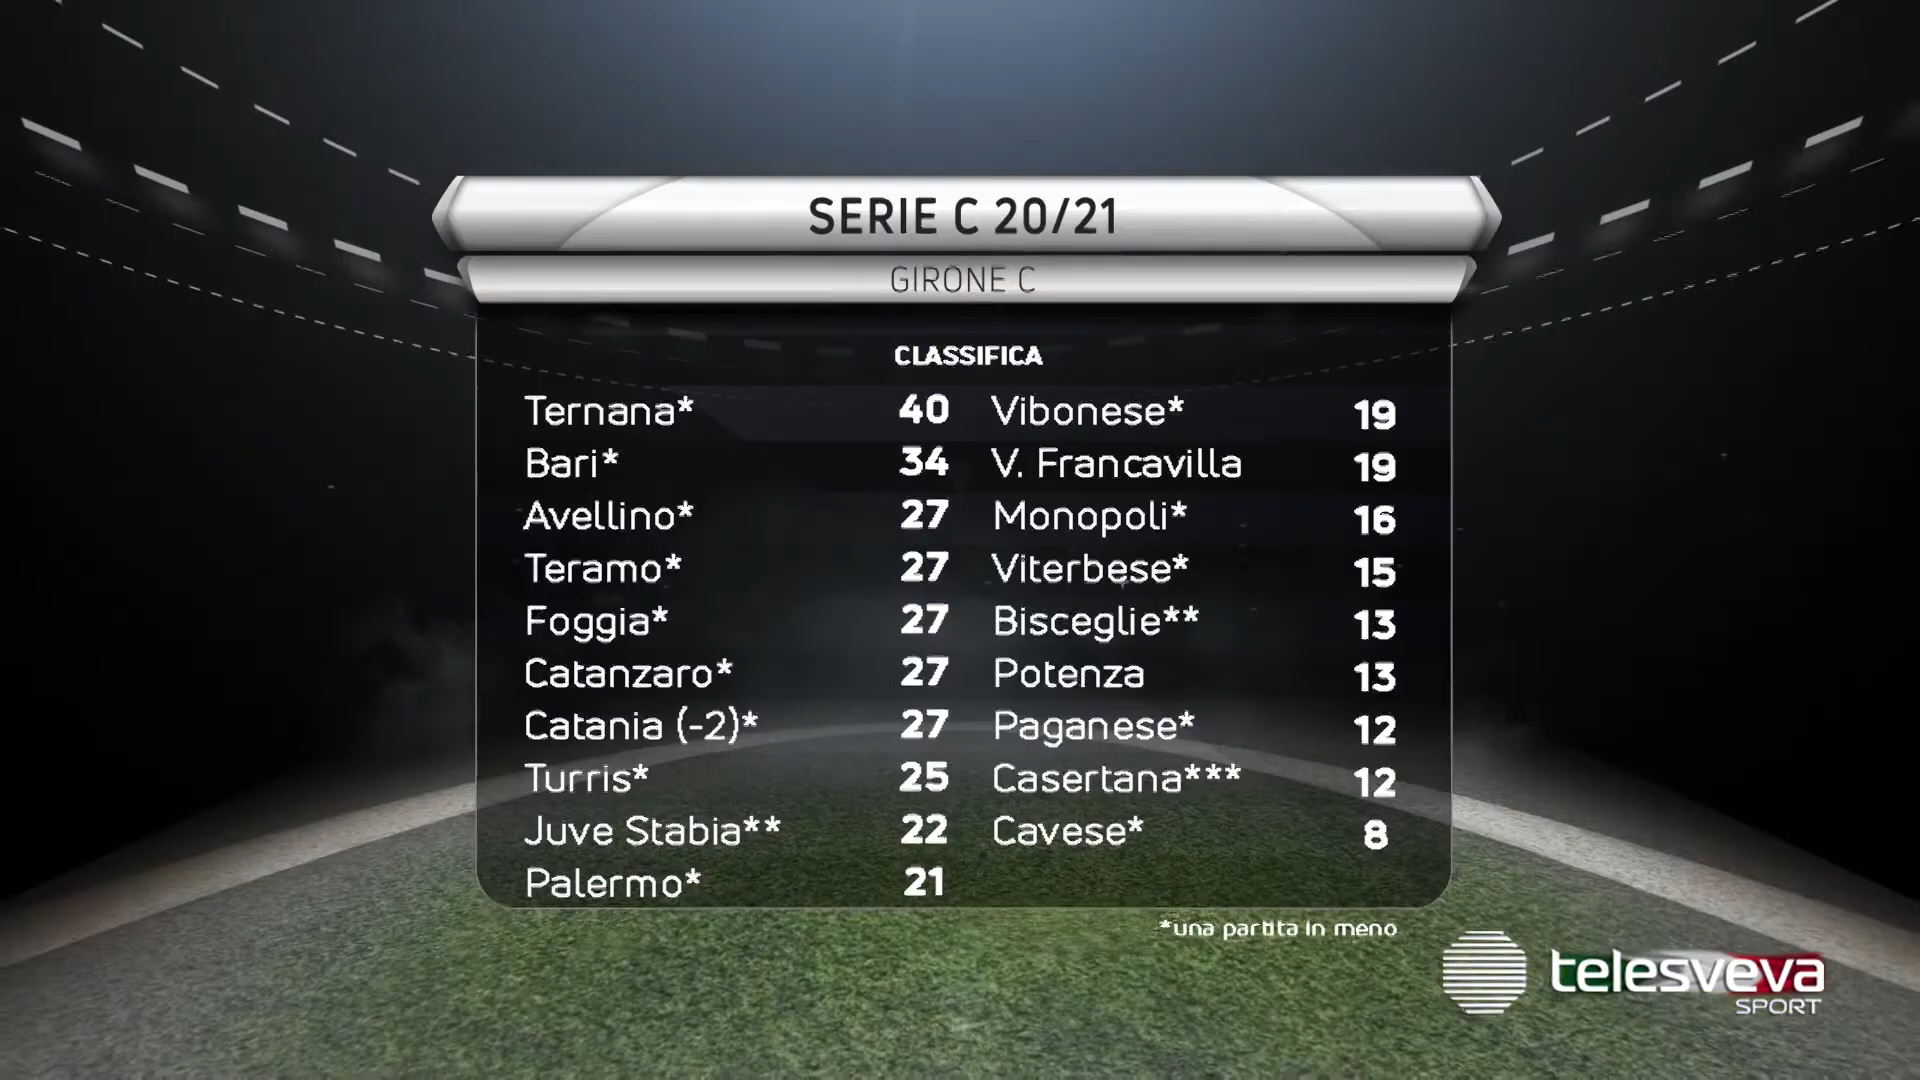 SERIE C 20/21
GIRONE C
CLASSIFICA
Ternana* 40
Bari* 34
Avellino* 27
Teramo* 27
Foggia* 27
Catanzaro* 27
Catania (-2)* 27
Turris* 25
Juve Stabia** 22
Palermo* 21
Vibonese* 19
V. Francavilla 19
Monopoli* 16
Viterbese* 15
Bisceglie** 13
Potenza 13
Paganese* 12
Casertana*** 12
Cavese* 8
*una partita in meno
telesveva
SPORT